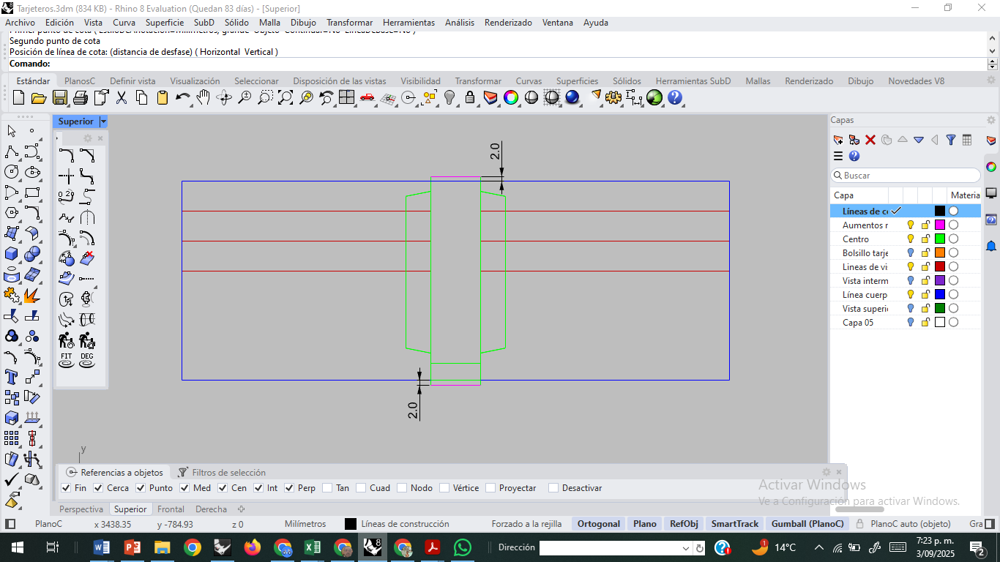 Tarjeteros.3dm (834 KB) - Rhino 8 Evaluation (Quedan 83 días) - [Superior]
Archivo Edición Vista Curva Superficie SubD Sólido Malla Dibujo Transformar Herramientas Análisis Renderizado Ventana Ayuda
Segundo punto de cota
Posición de línea de cota: (distancia de desfase) ( Horizontal Vertical )
Comando:
Estándar PlanosC Definir vista Visualización Seleccionar Disposición de las vistas Visibilidad Transformar Curvas Superficies Sólidos Herramientas SubD Mallas Renderizado Dibujo Novedades V8
Superior
Capas
Buscar
Capa Materia
Líneas de c
Aumentos
Centro
Bolsillo tarje
Lineas de vi
Vista interm
Línea cuerp
Vista superi
Capa 05
FIT DEG
2.0
2.0
y
Referencias a objetos Filtros de selección
Fin Cerca Punto Med Cen Int Perp Tan Cuad Nodo Vértice Proyectar Desactivar
Activar Windows
Ve a Configuración para activar Windows.
Perspectiva Superior Frontal Derecha
PlanoC x 3438.35 y -784.93 z 0 Milímetros Líneas de construcción Forzado a la rejilla Ortogonal Plano RefObj SmartTrack Gumball (PlanoC) PlanoC auto (objeto) Gra
Dirección 14°C 7:23 p. m.
3/09/2025
2